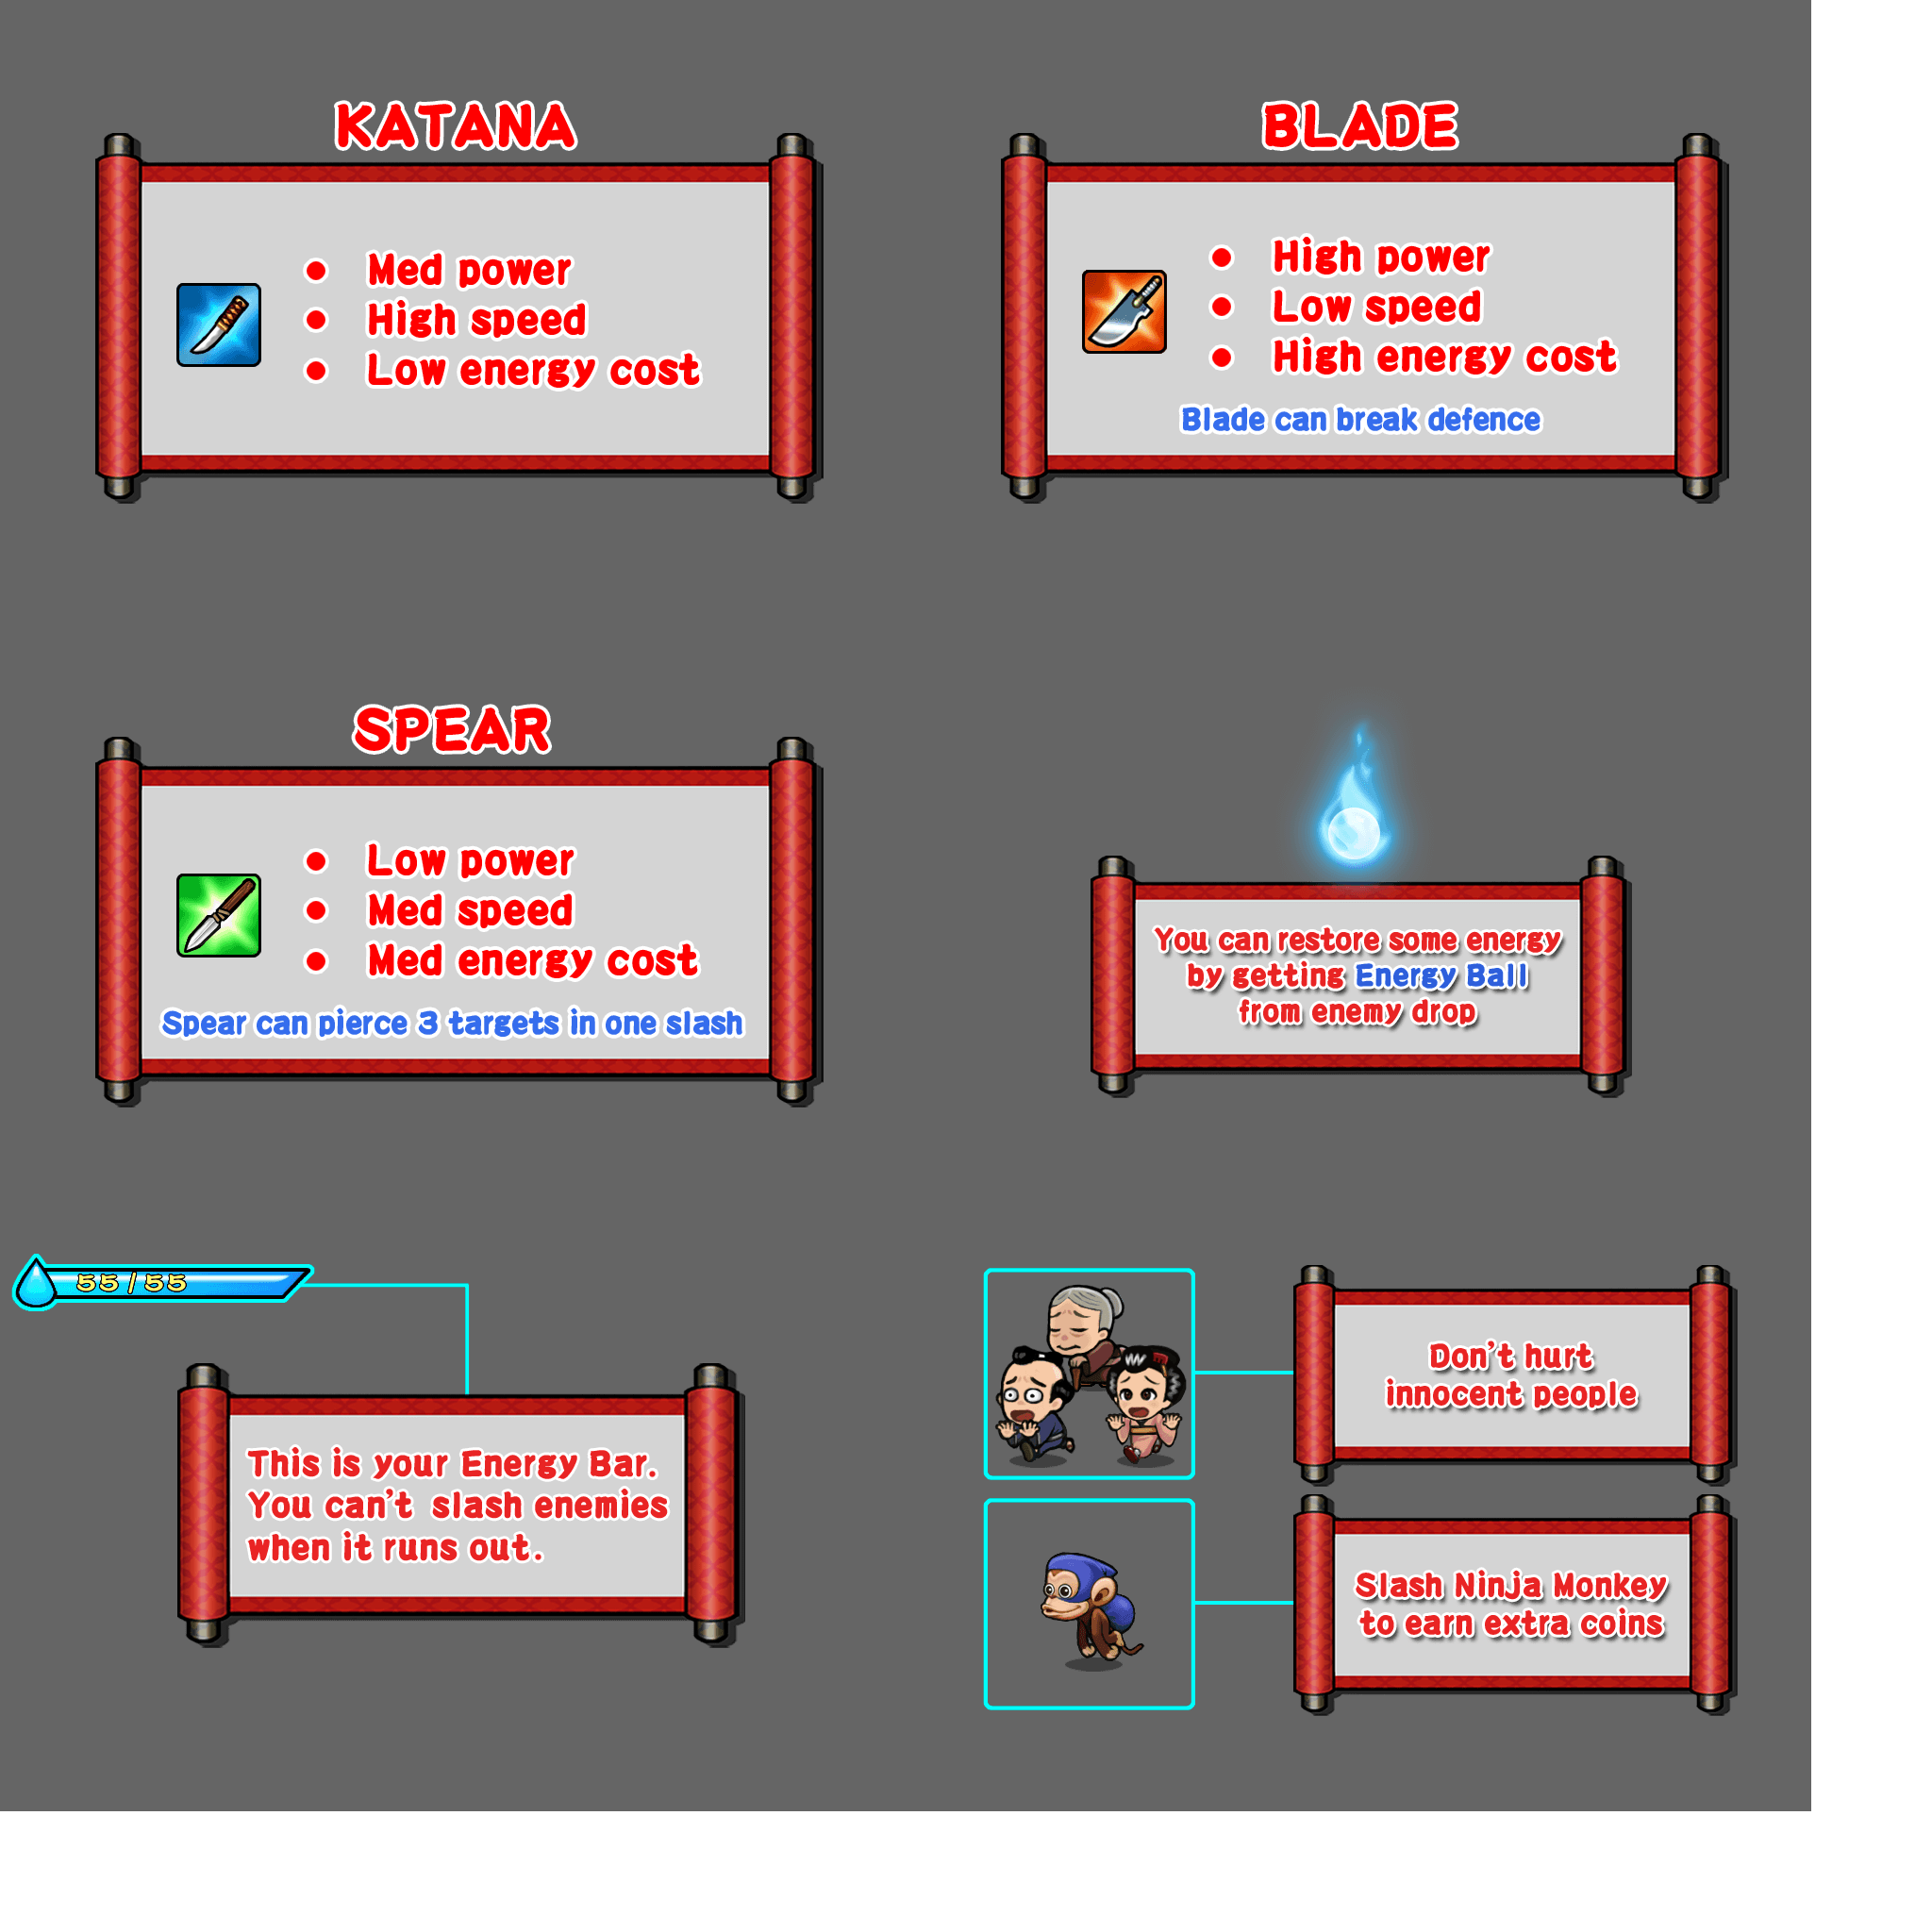 KATANA
• Med power
• High speed
• Low energy cost
BLADE
• High power
• Low speed
• High energy cost
Blade can break defence
SPEAR
• Low power
• Med speed
• Med energy cost
Spear can pierce 3 targets in one slash
You can restore some energy
by getting Energy Ball
from enemy drop
55/55
This is your Energy Bar.
You can't slash enemies
when it runs out.
Don't hurt
innocent people
Slash Ninja Monkey
to earn extra coins